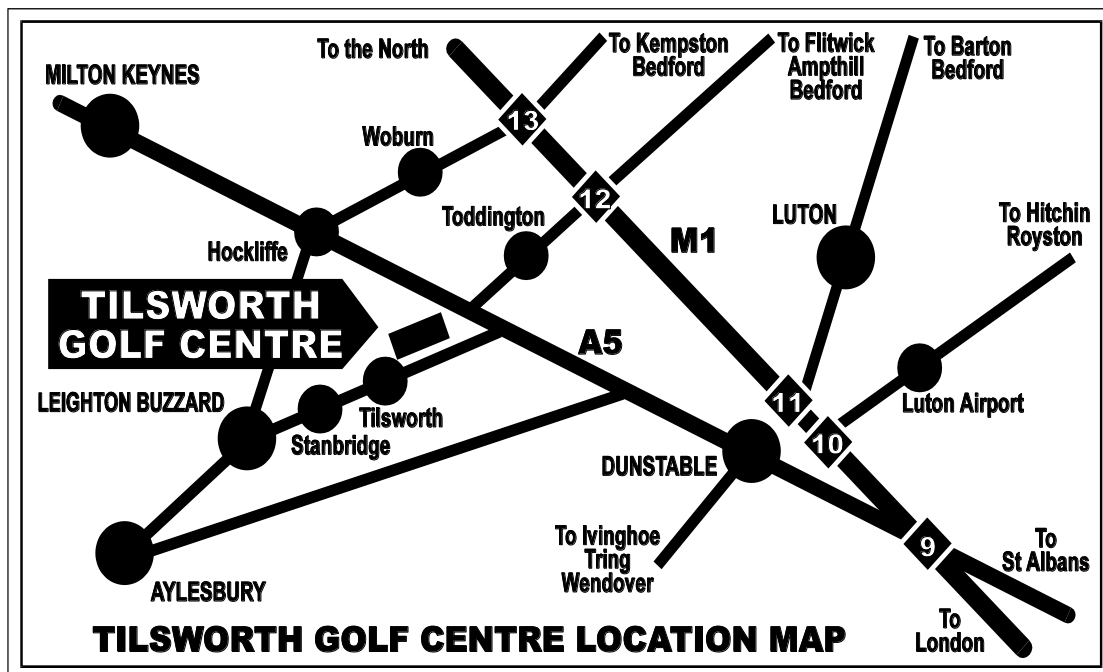 To the North
To Kempston
Bedford
To Flitwick
Ampthill
Bedford
To Barton
Bedford
MILTON KEYNES
13
Woburn
12
Toddington
LUTON
To Hitchin
Royston
Hockliffe
M1
TILSWORTH
GOLF CENTRE
A5
LEIGHTON BUZZARD
Tilsworth
Stanbridge
11
10
Luton Airport
DUNSTABLE
9
To Ivinghoe
Tring
Wendover
To
St Albans
AYLESBURY
To
London
TILSWORTH GOLF CENTRE LOCATION MAP